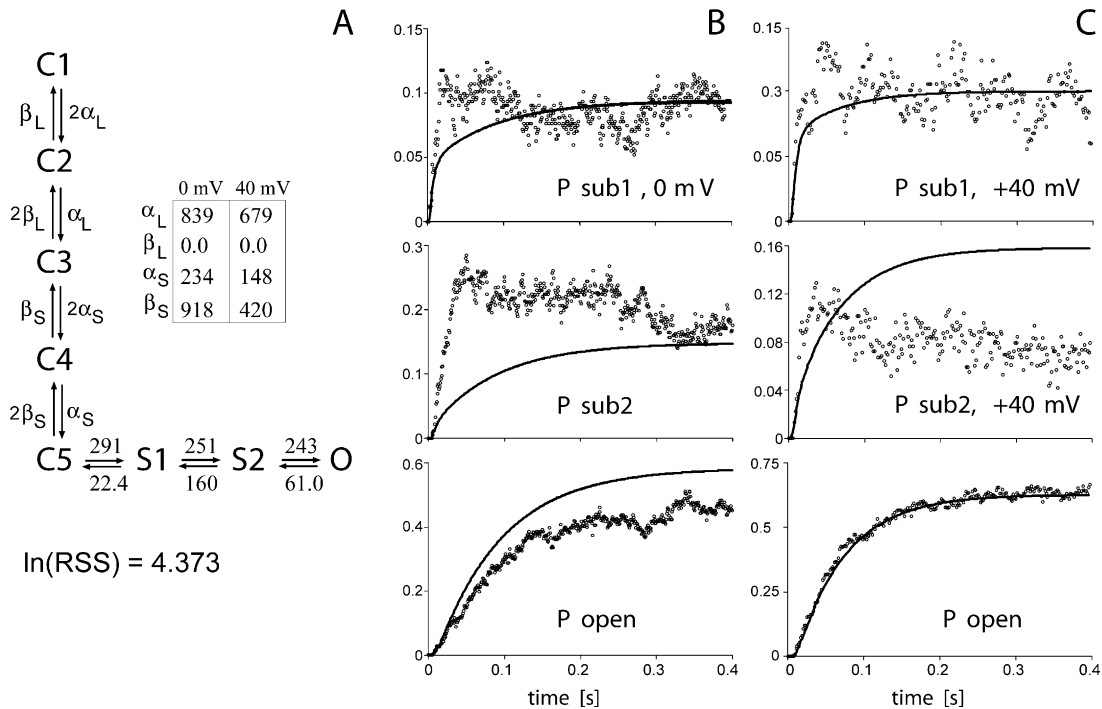 A
C1
βL 2αL
C2
2βL αL
C3
βS 2αS
C4
2βS αS
C5 291 22.4 S1 251 160 S2 243 61.0 O
0 mV 40 mV
αL 839 679
βL 0.0 0.0
αS 234 148
βS 918 420
ln(RSS) = 4.373
B
0.15
0.1
0.05
0
P sub1 , 0 mV
0.3
0.2
0.1
0
P sub2
0.6
0.4
0.2
0
P open
0 0.1 0.2 0.3 0.4
time [s]
C
0.15
0.3
0.05
0
P sub1, +40 mV
0.16
0.12
0.08
0.04
0
P sub2, +40 mV
0.75
0.5
0.25
0
P open
0 0.1 0.2 0.3 0.4
time [s]